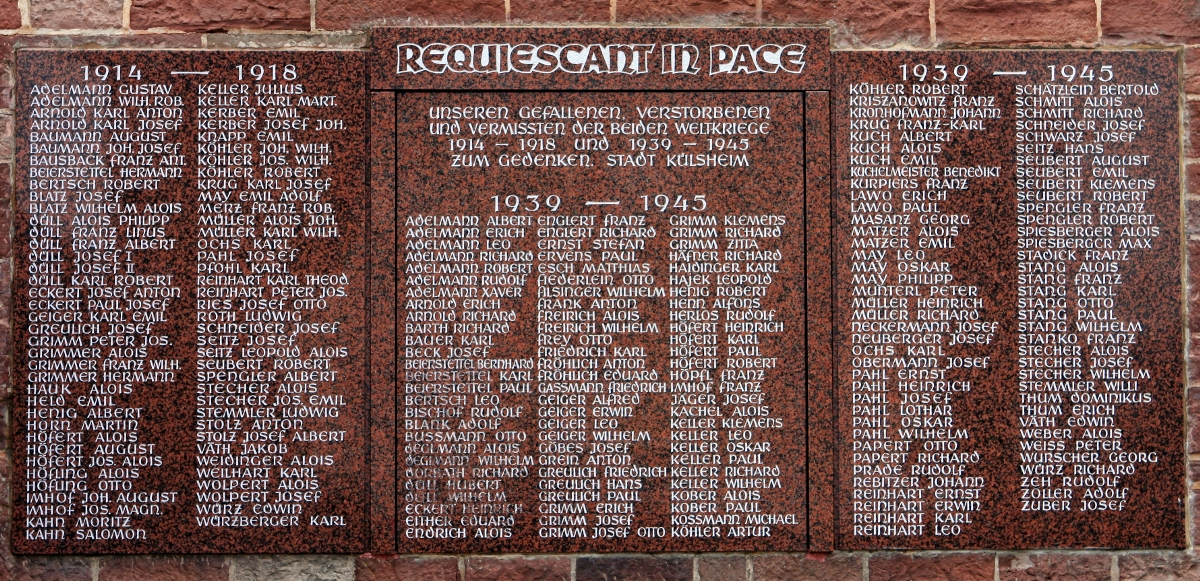 1914 — 1918
ADELMANN GUSTAV
ADELMANN WILH. ROB.
ARNOLD KARL ANTON
ARNOLD KARL JOSEF
BAUMANN AUGUST
BAUMANN JOH. JOSEF
BAUSBACK FRANZ ANT.
BEIERSTETTEL HERMANN
BERTSCH ROBERT
BLATZ JOSEF
BLATZ WILHELM ALOIS
DÜLL ALOIS PHILIPP
DÜLL FRANZ LINUS
DÜLL FRANZ ALBERT
DÜLL JOSEF I
DÜLL JOSEF II
DÜLL KARL ROBERT
ECKERT JOSEF ANTON
ECKERT PAUL JOSEF
GEIGER KARL EMIL
GREULICH JOSEF
GRIMM PETER JOS.
GRIMMER ALOIS
GRIMMER FRANZ WILH.
GRIMMER HERMANN
HAUK ALOIS
HELD EMIL
HENIG ALBERT
HORN MARTIN
HÖFERT ALOIS
HÖFERT AUGUST
HÖFERT JOS. ALOIS
HÖFLING ALOIS
HÖFLING OTTO
IMHOF JOH. AUGUST
IMHOF JOS. MAGN.
KAHN MORITZ
KAHN SALOMON
KELLER JULIUS
KELLER KARL MART.
KERBER EMIL
KERBER JOSEF JOH.
KNAPP EMIL
KÖHLER JOH. WILH.
KÖHLER JOS. WILH.
KÖHLER ROBERT
KRUG KARL JOSEF
MAY EMIL ADOLF
MERZ FRANZ ROB.
MÜLLER ALOIS JOH.
MÜLLER KARL WILH.
OCHS KARL
PAHL JOSEF
PFOHL KARL
REINHART KARL THEOD.
REINHART PETER JOS.
RIES JOSEF OTTO
ROTH LUDWIG
SCHNEIDER JOSEF
SEITZ JOSEF
SEITZ LEOPOLD ALOIS
SEUBERT ROBERT
SPENGLER ALBERT
STECHER ALOIS
STECHER JOS. EMIL
STEMMLER LUDWIG
STOLZ ANTON
STOLZ JOSEF ALBERT
VÄTH JAKOB
WEIDINGER ALOIS
WEILHART KARL
WOLPERT ALOIS
WOLPERT JOSEF
WÜRZ EDWIN
WÜRZBERGER KARL
REQUIESCANT IN PACE
UNSEREN GEFALLENEN, VERSTORBENEN
UND VERMISSTEN DER BEIDEN WELTKRIEGE
1914 – 1918 UND 1939 – 1945
ZUM GEDENKEN. STADT KÜLSHEIM
1939 — 1945
ADELMANN ALBERT
ADELMANN ERICH
ADELMANN LEO
ADELMANN RICHARD
ADELMANN ROBERT
ADELMANN RUDOLF
ADELMANN XAVER
ARNOLD ERICH
ARNOLD RICHARD
BARTH RICHARD
BAUER KARL
BECK JOSEF
BEIERSTETTEL BERNHARD
BEIERSTETTEL KARL
BEIERSTETTEL PAUL
BERTSCH LEO
BISCHOF RUDOLF
BLANK ADOLF
BUSSMANN OTTO
DEGLMANN ALOIS
DEGLMANN WILHELM
RICHARD
DÜLL HUBERT
DÜLL WILHELM
ECKERT HEINRICH
EITHER EDUARD
ENDRICH ALOIS
ENGLERT FRANZ
ENGLERT RICHARD
ERNST STEFAN
ERVENS PAUL
ESCH MATTHIAS
FIEDERLEIN OTTO
FILSINGER WILHELM
FRANK ANTON
FREIRICH ALOIS
FREIRICH WILHELM
FREY OTTO
FRIEDRICH KARL
FRÖHLICH ANTON
FRÖHLICH EDUARD
GASSMANN FRIEDRICH
GEIGER ALFRED
GEIGER ERWIN
GEIGER LEO
GEIGER WILHELM
GÖBES JOSEF
GREIN ANTON
GREULICH FRIEDRICH
GREULICH HANS
GREULICH PAUL
GRIMM ERICH
GRIMM JOSEF
GRIMM JOSEF OTTO
GRIMM KLEMENS
GRIMM RICHARD
GRIMM ZITA
HÄFNER RICHARD
HAIDINGER KARL
HAJEK LEOPOLD
HENIG ROBERT
HENN ALFONS
HERLOS RUDOLF
HÖFERT HEINRICH
HÖFERT KARL
HÖFERT PAUL
HÖFERT ROBERT
HÖPFL FRANZ
IMHOF FRANZ
JÄGER JOSEF
KACHEL ALOIS
KELLER KLEMENS
KELLER LEO
KELLER OSKAR
KELLER PAUL
KELLER RICHARD
KELLER WILHELM
KOBER ALOIS
KOBER PAUL
KOSSMANN MICHAEL
KÖHLER ARTUR
1939 — 1945
KÖHLER ROBERT
KRISZANOWITZ FRANZ
KRONHOFMANN JOHANN
KRUG FRANZ-KARL
KUCH ALBERT
KUCH ALOIS
KUCH EMIL
KUCHELMEISTER BENEDIKT
KURPIERS FRANZ
LAWO ERICH
LAWO PAUL
MASANZ GEORG
MATZER ALOIS
MATZER EMIL
MAY LEO
MAY OSKAR
MAY PHILIPP
MINTERL PETER
MÜLLER HEINRICH
MÜLLER RICHARD
NECKERMANN JOSEF
NEUBERGER JOSEF
OCHS KARL
OBERMANN JOSEF
PAHL ERNST
PAHL HEINRICH
PAHL JOSEF
PAHL LOTHAR
PAHL OSKAR
PAHL WILHELM
PAPERT OTTO
PAPERT RICHARD
PRADE RUDOLF
REBITZER JOHANN
REINHART ERNST
REINHART ERWIN
REINHART KARL
REINHART LEO
SCHÄTZLEIN BERTOLD
SCHMITT ALOIS
SCHMITT RICHARD
SCHNEIDER JOSEF
SCHWARZ JOSEF
SEITZ HANS
SEUBERT AUGUST
SEUBERT EMIL
SEUBERT KLEMENS
SEUBERT ROBERT
SPENGLER FRANZ
SPENGLER ROBERT
SPIESBERGER ALOIS
SPIESBERGER MAX
STADICK FRANZ
STANG ALOIS
STANG FRANZ
STANG KARL
STANG OTTO
STANG PAUL
STANG WILHELM
STANKO FRANZ
STECHER ALOIS
STECHER JOSEF
STECHER WILHELM
STEMMLER WILLI
THUM DOMINIKUS
THUM ERICH
VÄTH EDWIN
WEBER ALOIS
WEISS PETER
WURSCHER GEORG
WÜRZ RICHARD
ZEH RUDOLF
ZÖLLER ADOLF
ZUBER JOSEF